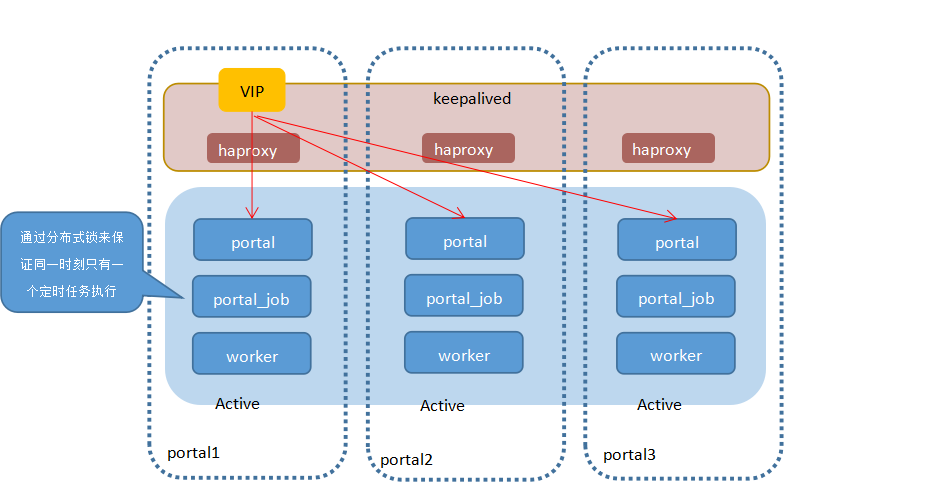 VIP
keepalived
haproxy
haproxy
haproxy
通过分布式锁来保
证同一时刻只有一
个定时任务执行
portal
portal
portal
portal_job
portal_job
portal_job
worker
worker
worker
Active
Active
Active
portal1
portal2
portal3